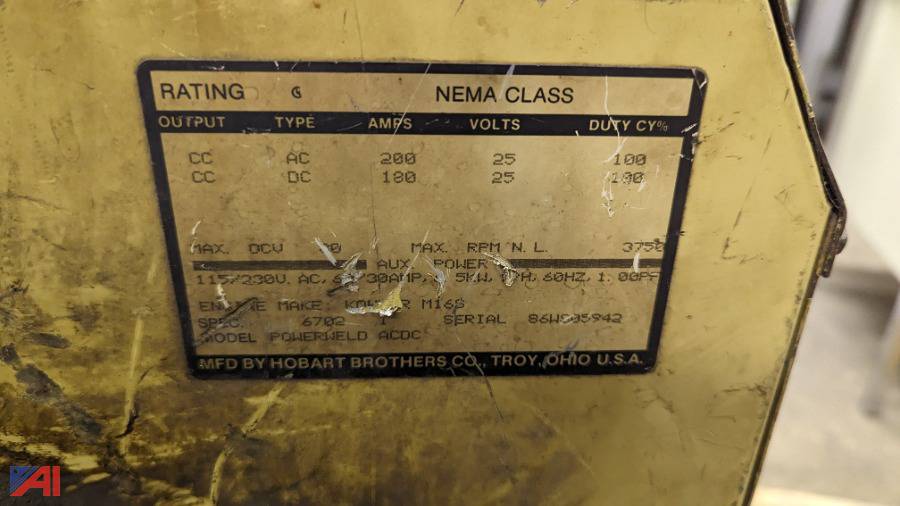 RATING G NEMA CLASS
OUTPUT TYPE AMPS VOLTS DUTY CY%
CC AC 200 25 100
CC DC 180 25 100
MAX. OCV MAX. RPM N.L. 3750
AUX. POWER
115/230V, AC, 60HZ, 1.00PF
ENGINE MAKE. M16S
SPEC. 6702 1 SERIAL 86WS05942
MODEL POWERWELD ACDC
MFD BY HOBART BROTHERS CO., TROY, OHIO U.S.A.
AI